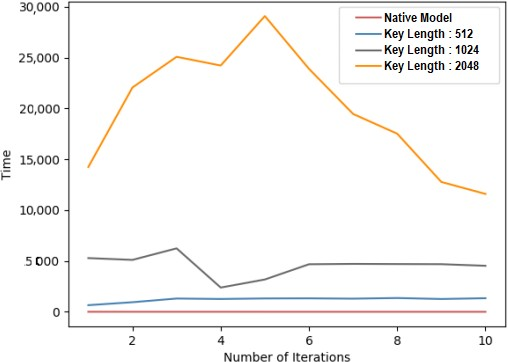 30,000
Native Model
Key Length : 512
25,000
Key Length : 1024
Key Length : 2048
20,000
15,000
Time
10,000
0
2
4
6
8
10
Number of Iterations